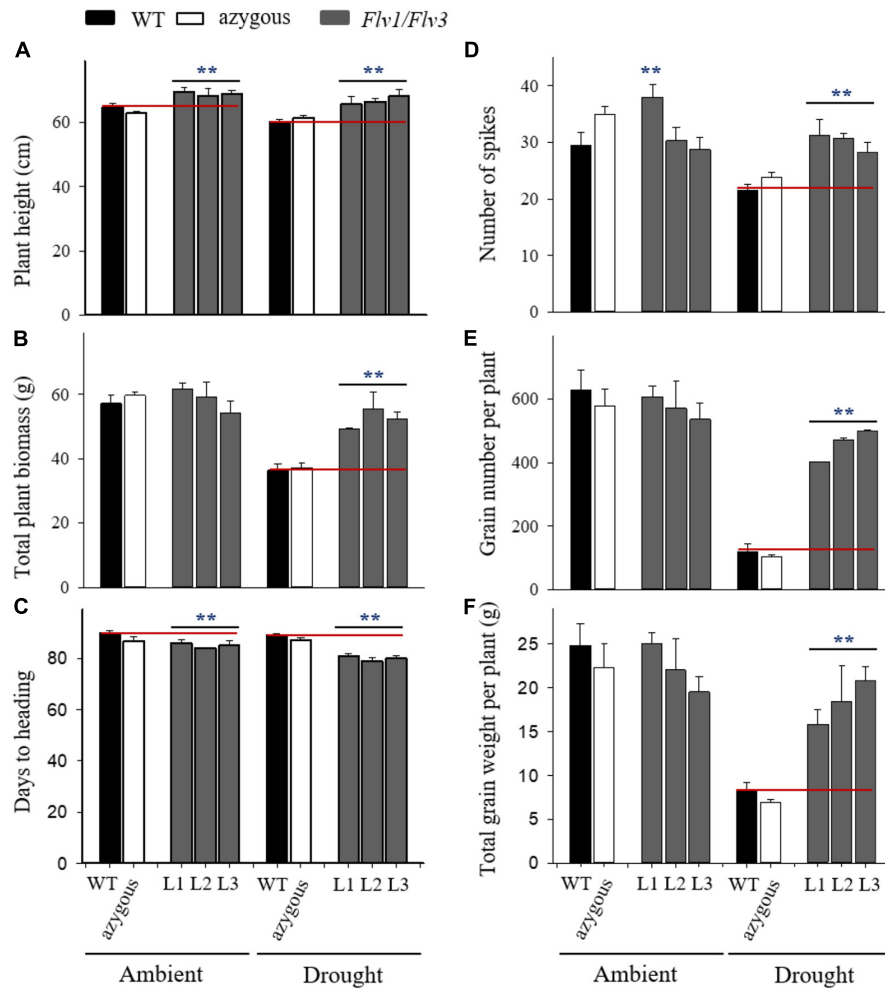 WT azygous Flv1/Flv3
A
Plant height (cm)
60
40
20
0
** **
B
Total plant biomass (g)
60
40
20
0
**
C
Days to heading
80
60
40
20
0
** **
WT azygous L1 L2 L3 WT azygous L1 L2 L3
Ambient Drought
D
Number of spikes
40
30
20
10
0
** **
E
Grain number per plant
600
400
200
0
**
F
Total grain weight per plant (g)
25
20
15
10
5
0
**
WT azygous L1 L2 L3 WT azygous L1 L2 L3
Ambient Drought